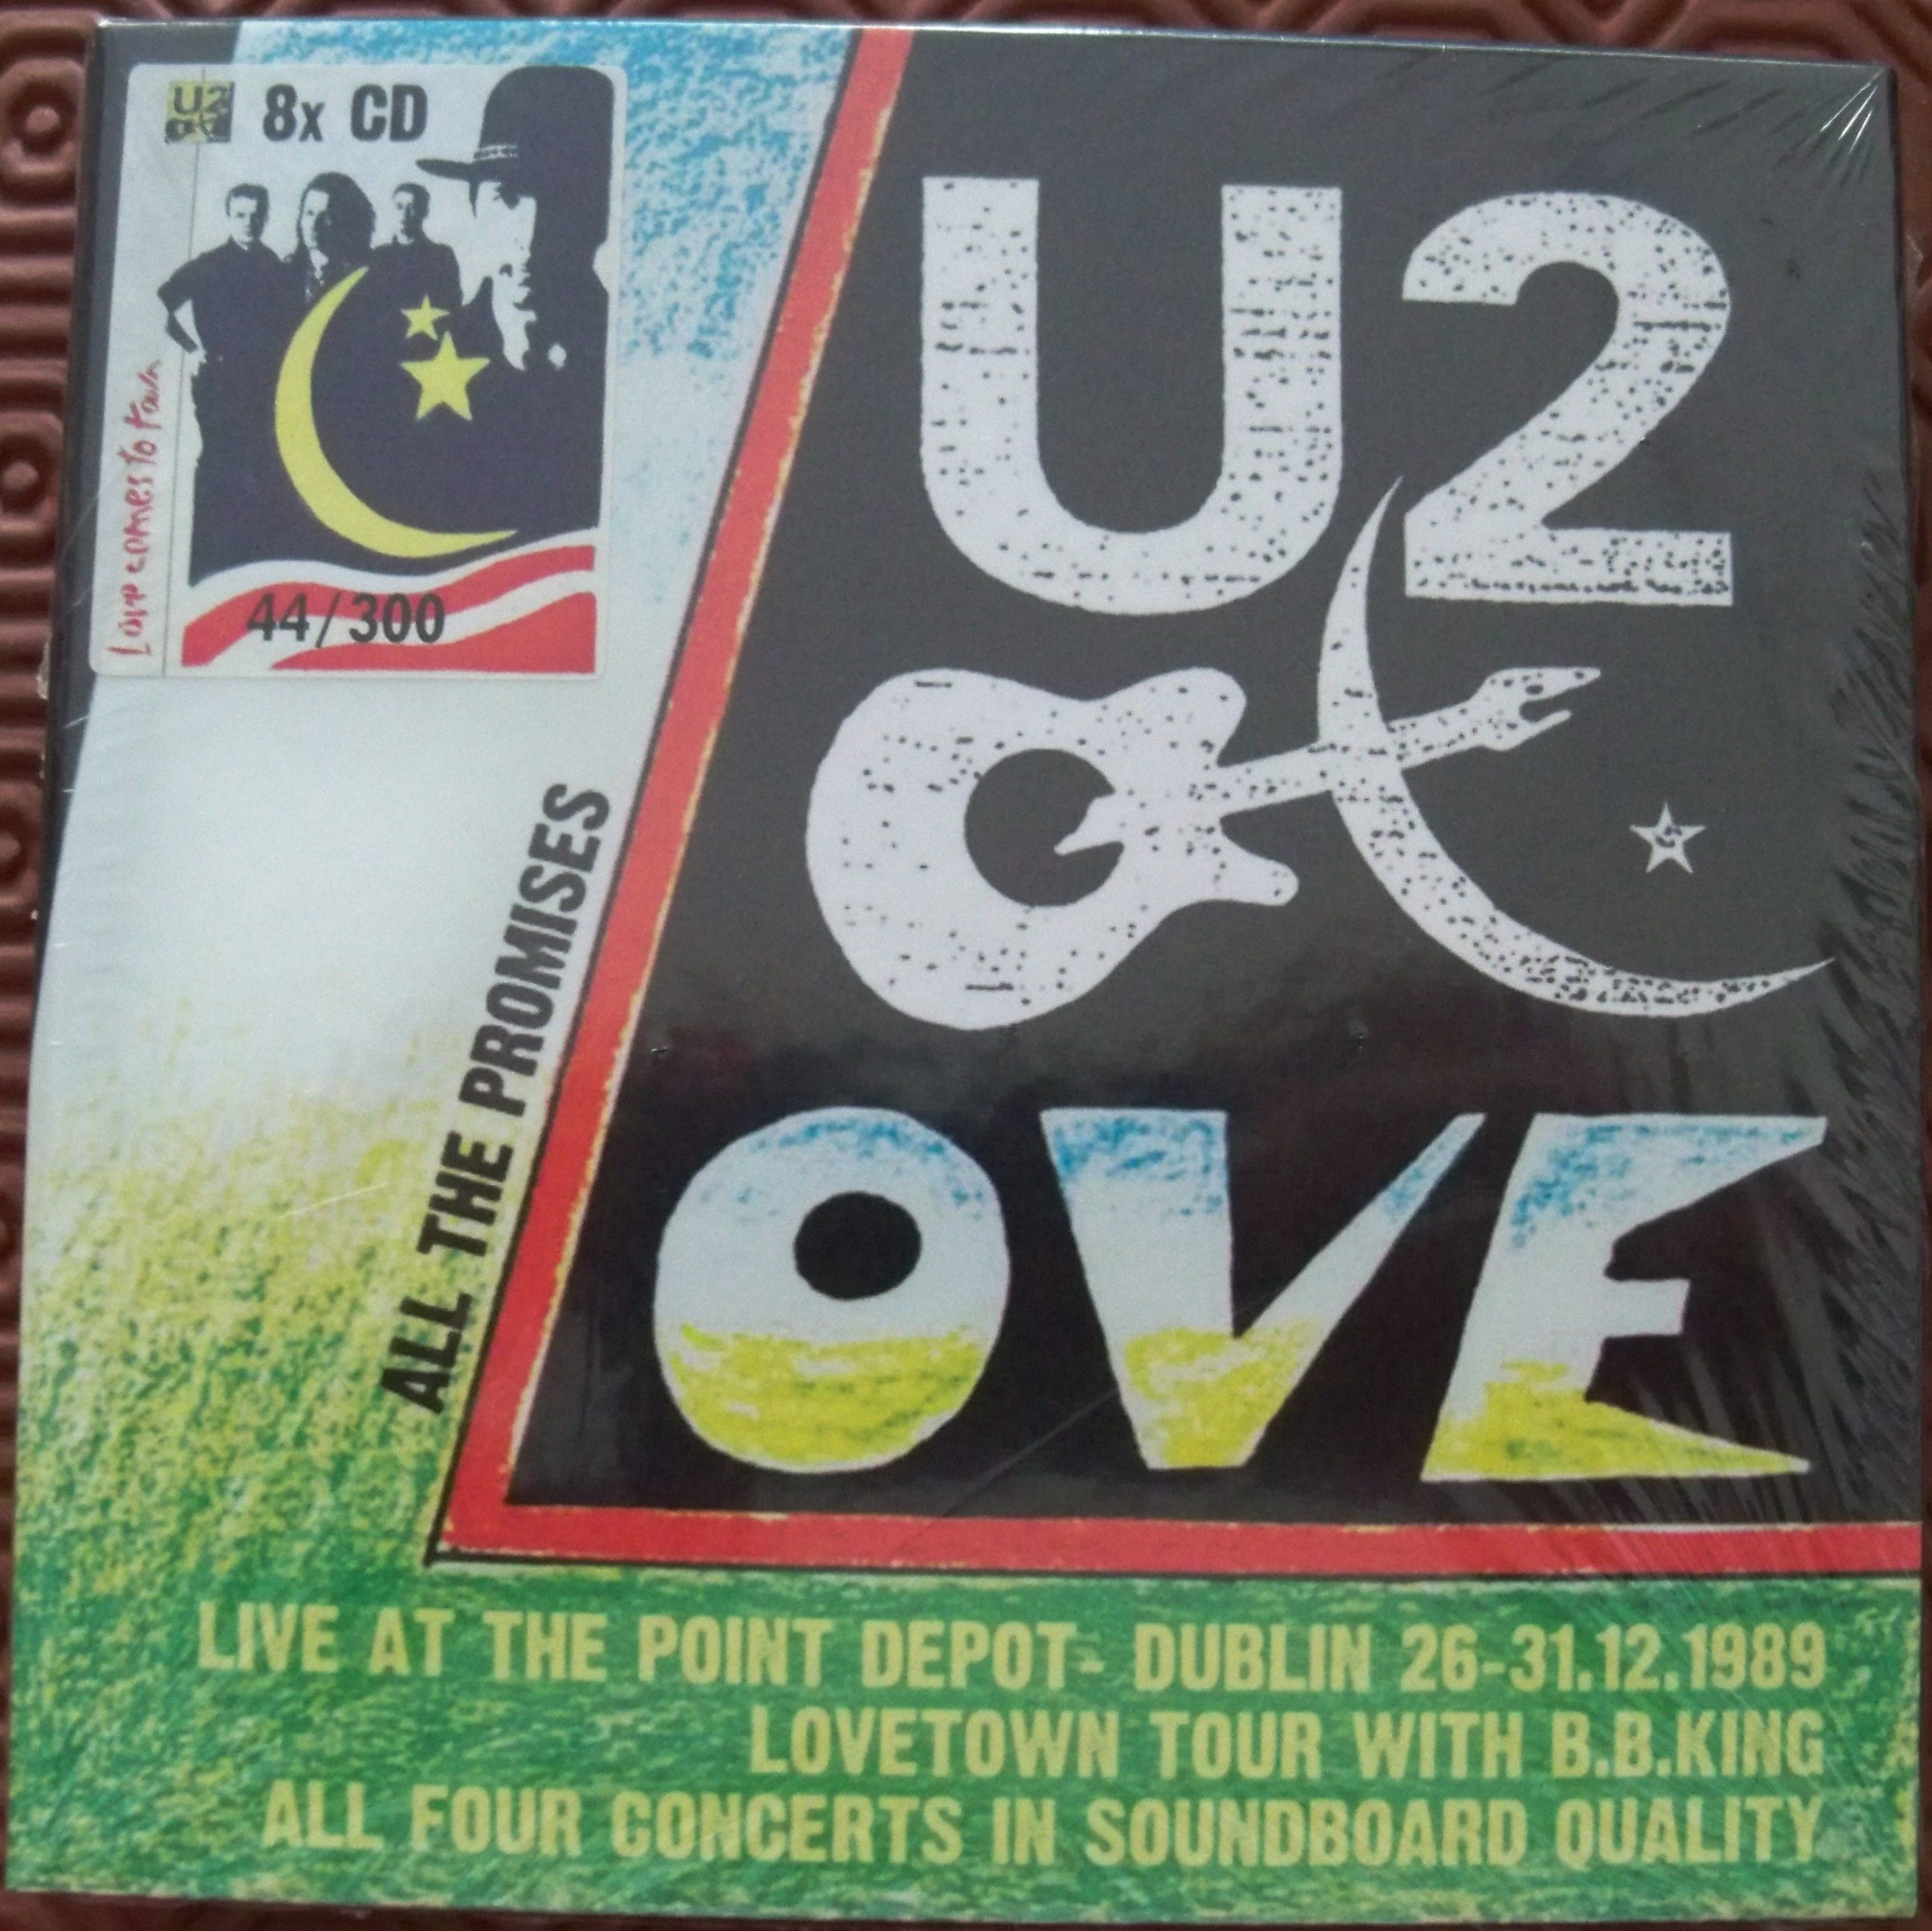 U2
8x CD
Love comes to town
44/300
U2
OVE
ALL THE PROMISES
LIVE AT THE POINT DEPOT- DUBLIN 26-31.12.1989
LOVETOWN TOUR WITH B.B.KING
ALL FOUR CONCERTS IN SOUNDBOARD QUALITY